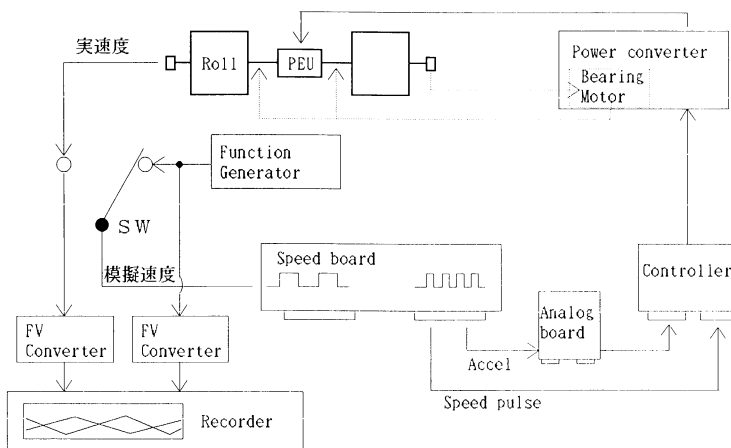 実速度
Roll
PEU
Power converter
Bearing
Motor
Function
Generator
SW
模擬速度
Speed board
Controller
Analog
board
Accel
Speed pulse
FV
Converter
FV
Converter
Recorder